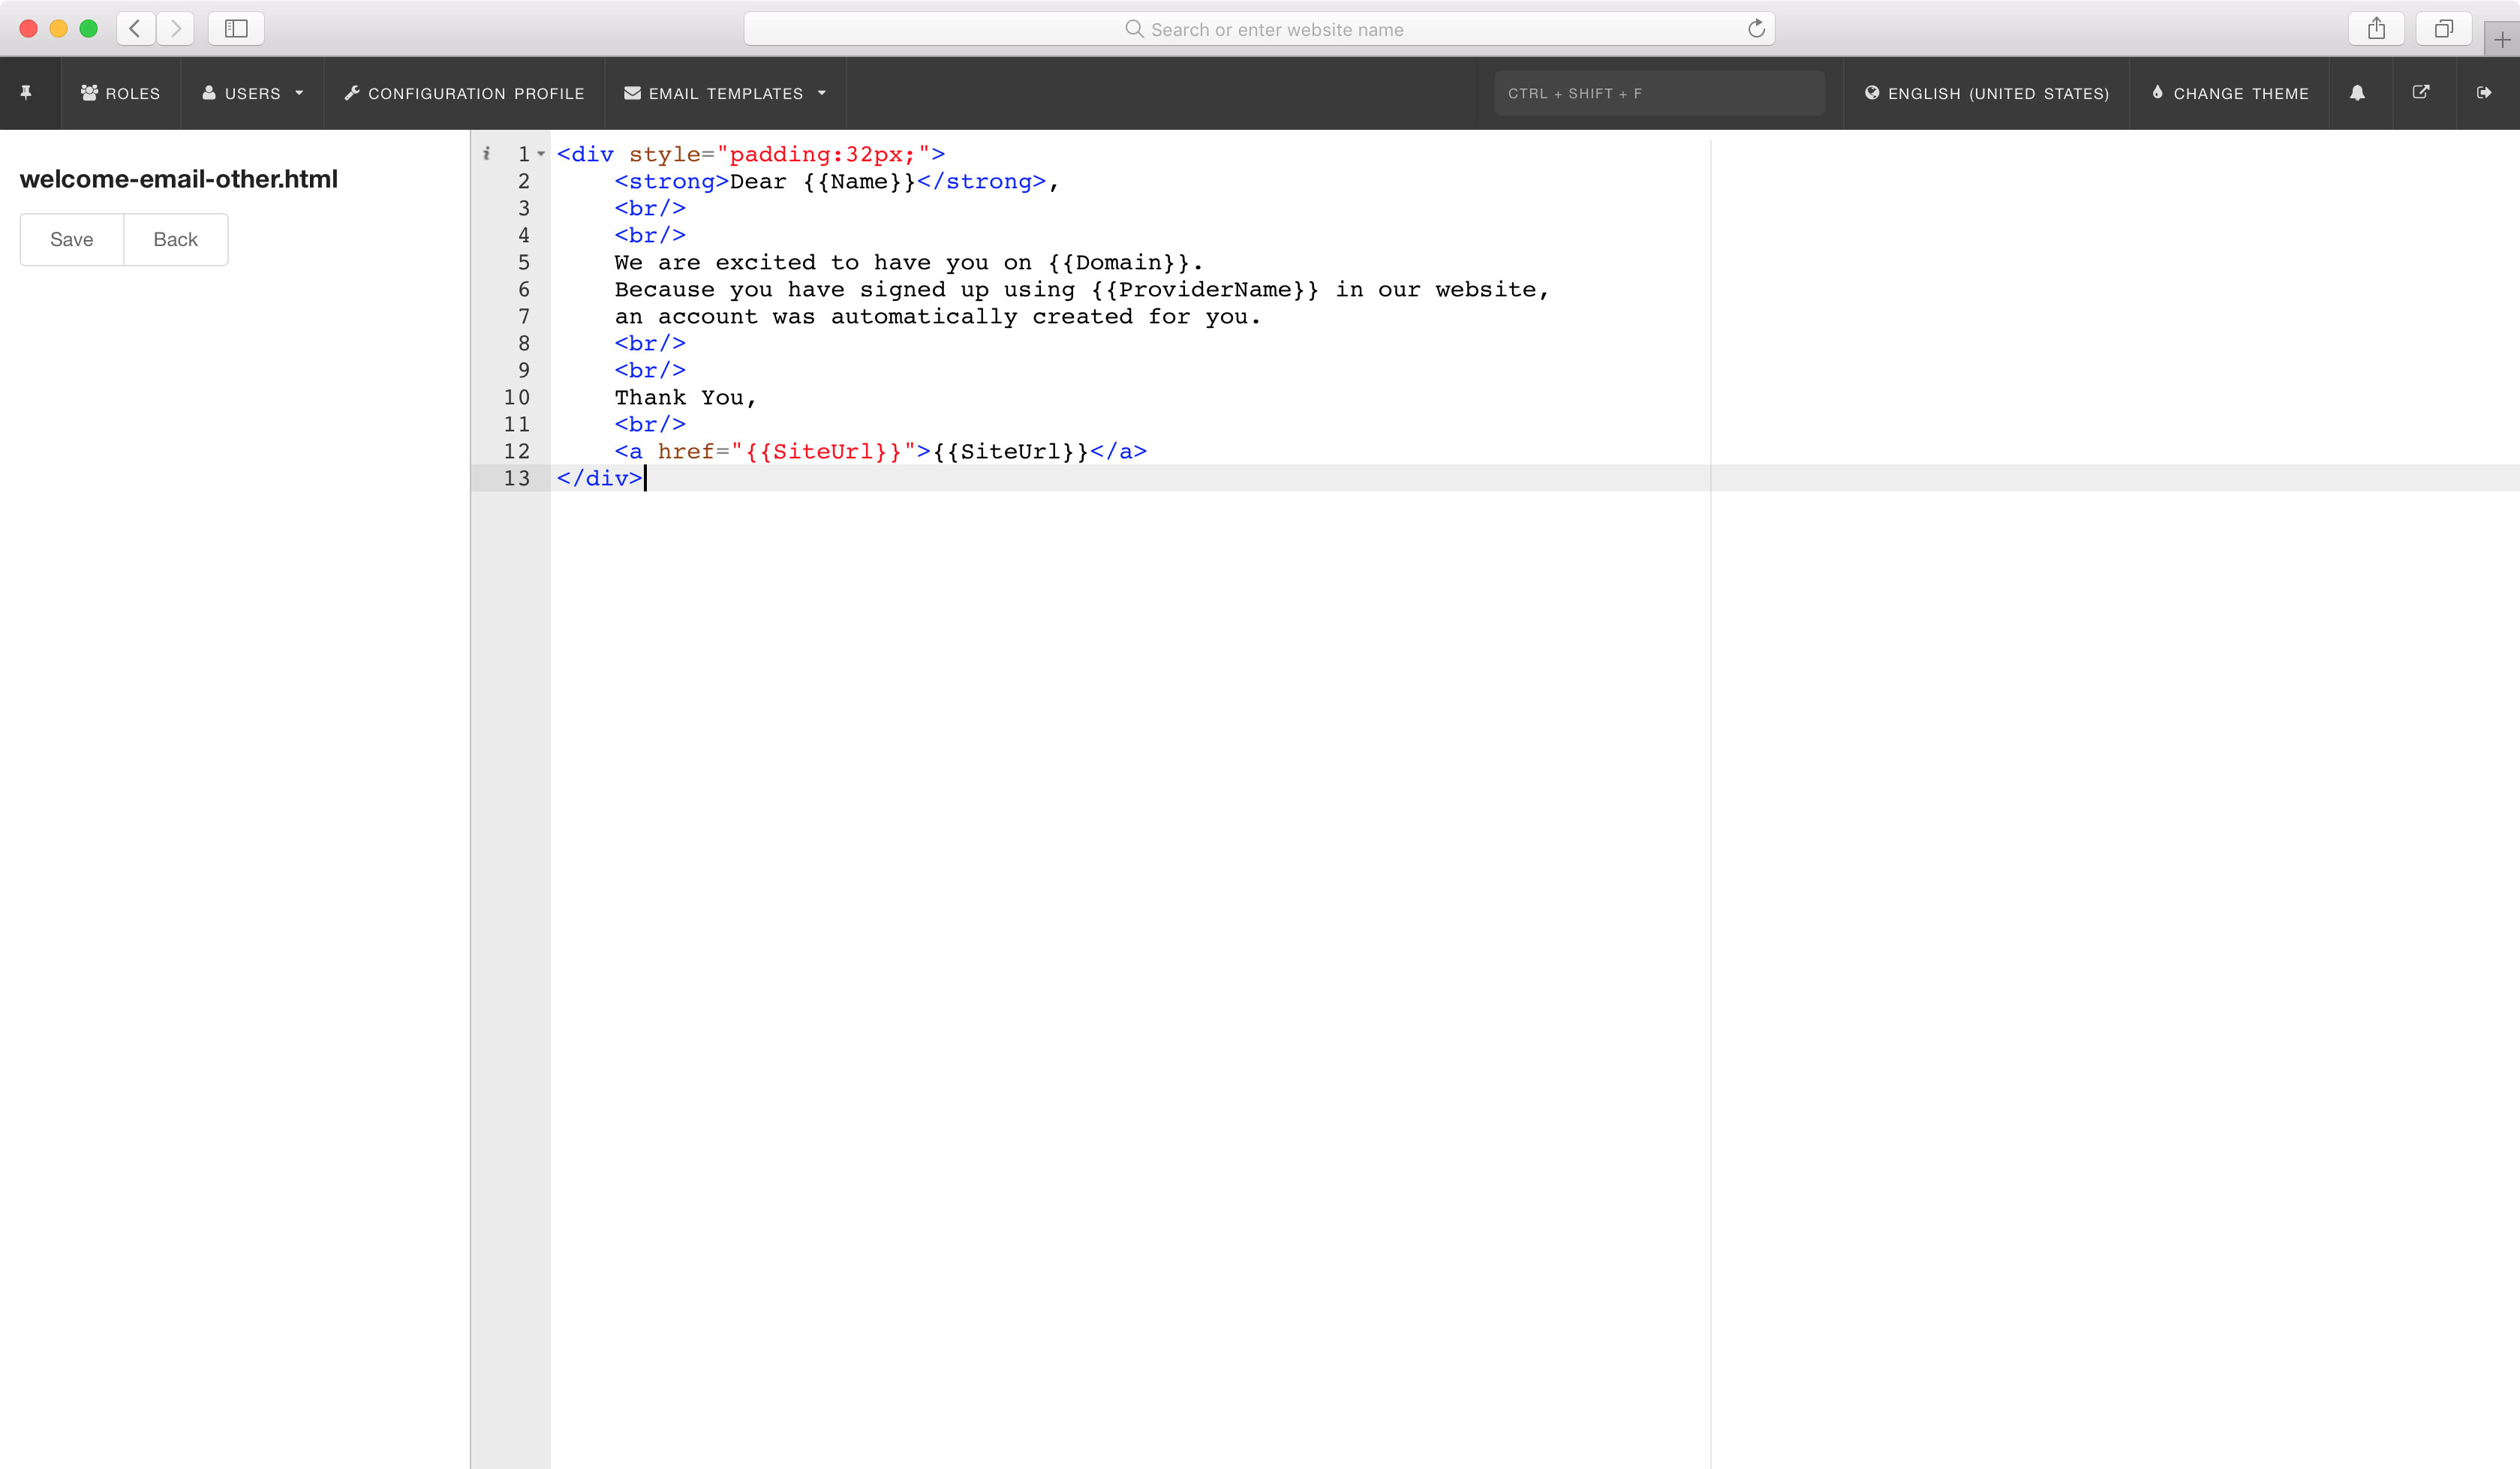 Search or enter website name
ROLES USERS CONFIGURATION PROFILE EMAIL TEMPLATES CTRL + SHIFT + F ENGLISH (UNITED STATES) CHANGE THEME
welcome-email-other.html
Save Back
1 <div style="padding:32px;">
2     <strong>Dear {{Name}}</strong>,
3     <br/>
4     <br/>
5     We are excited to have you on {{Domain}}.
6     Because you have signed up using {{ProviderName}} in our website,
7     an account was automatically created for you.
8     <br/>
9     <br/>
10     Thank You,
11     <br/>
12     <a href="{{SiteUrl}}">{{SiteUrl}}</a>
13 </div>